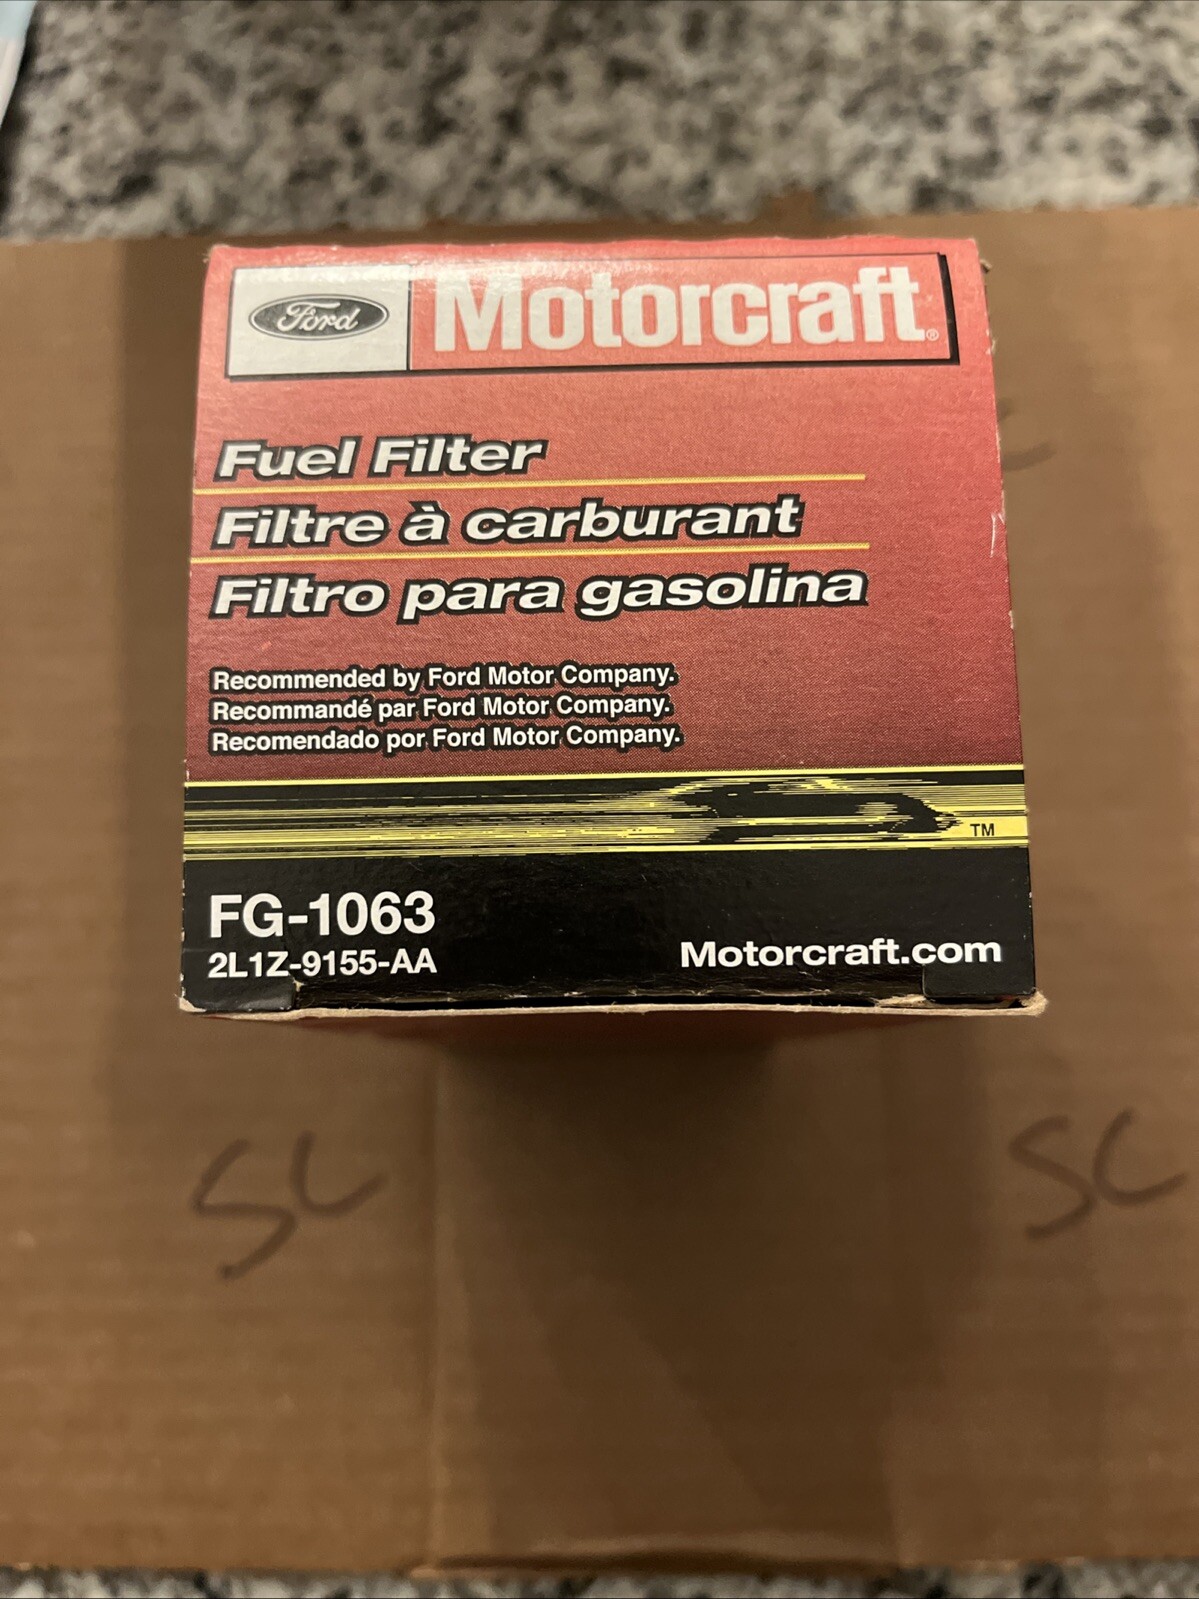 Ford Motorcraft®
Fuel Filter
Filtre à carburant
Filtro para gasolina
Recommended by Ford Motor Company.
Recommandé par Ford Motor Company.
Recomendado por Ford Motor Company.
TM
FG-1063
2L1Z-9155-AA
Motorcraft.com
SC
SC